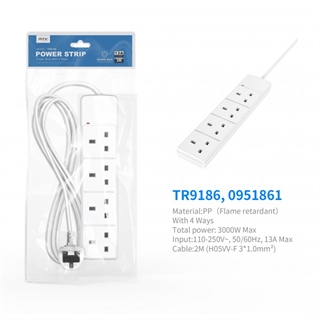 POWER STRIP
TR9186, 0951861
Material:PP（Flame retardant）
With 4 Ways
Total power: 3000W Max
Input:110-250V~, 50/60Hz, 13A Max
Cable:2M (H05VV-F 3*1.0mm²)